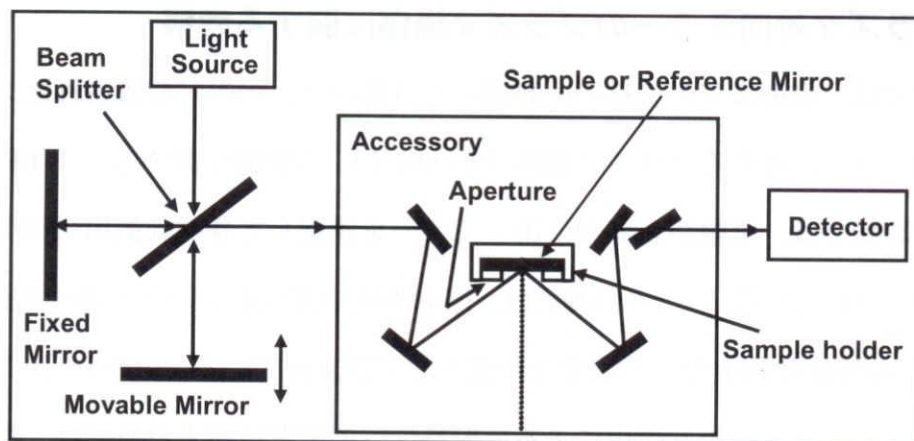 Light
Source
Beam
Splitter
Sample or Reference Mirror
Accessory
Aperture
Detector
Fixed
Mirror
Sample holder
Movable Mirror